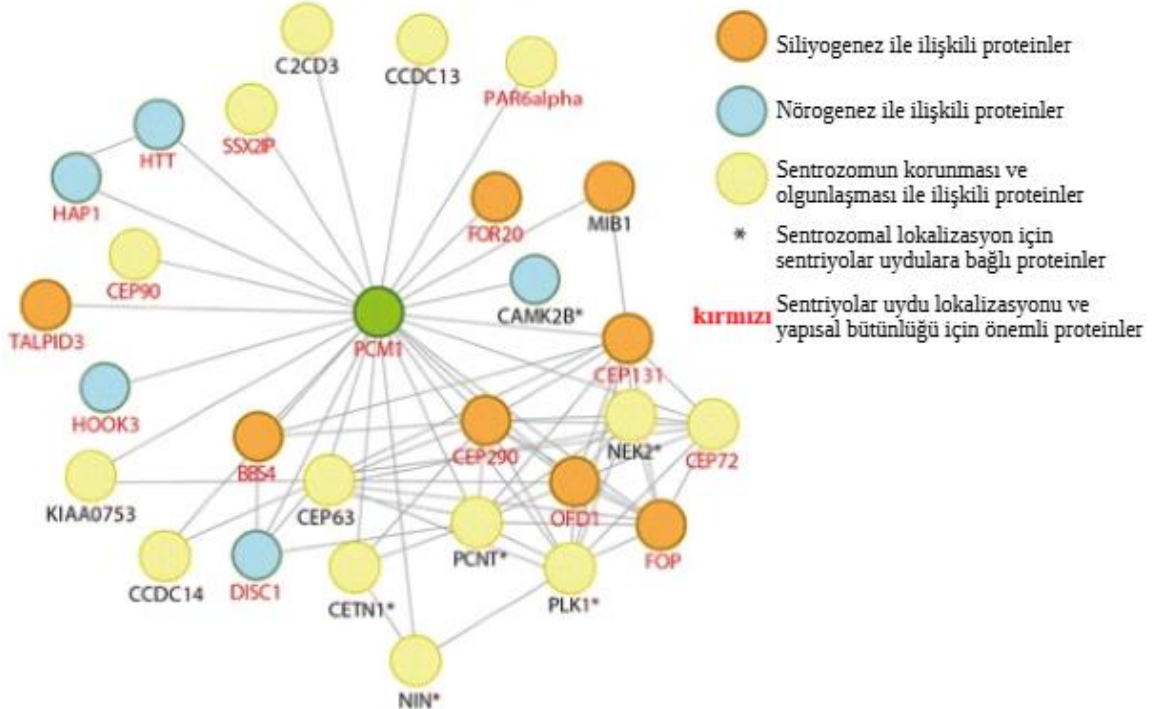 C2CD3
CCDC13
PAR6alpha
SSX2IP
HTT
HAP1
FOR20
MIB1
CEP90
CAMK2B*
TALPID3
PCM1
CEP131
HOOK3
NEK2*
CEP72
BBS4
CEP290
KIAA0753
CEP63
OFD1
PCNT*
FOP
CCDC14
DISC1
CETN1*
PLK1*
NIN*
Siliyogenez ile ilişkili proteinler
Nörogenez ile ilişkili proteinler
Sentrozomun korunması ve
olgunlaşması ile ilişkili proteinler
* Sentrozomal lokalizasyon için
sentriyolar uydulara bağlı proteinler
kırmızı Sentriyolar uydu lokalizasyonu ve
yapısal bütünlüğü için önemli proteinler